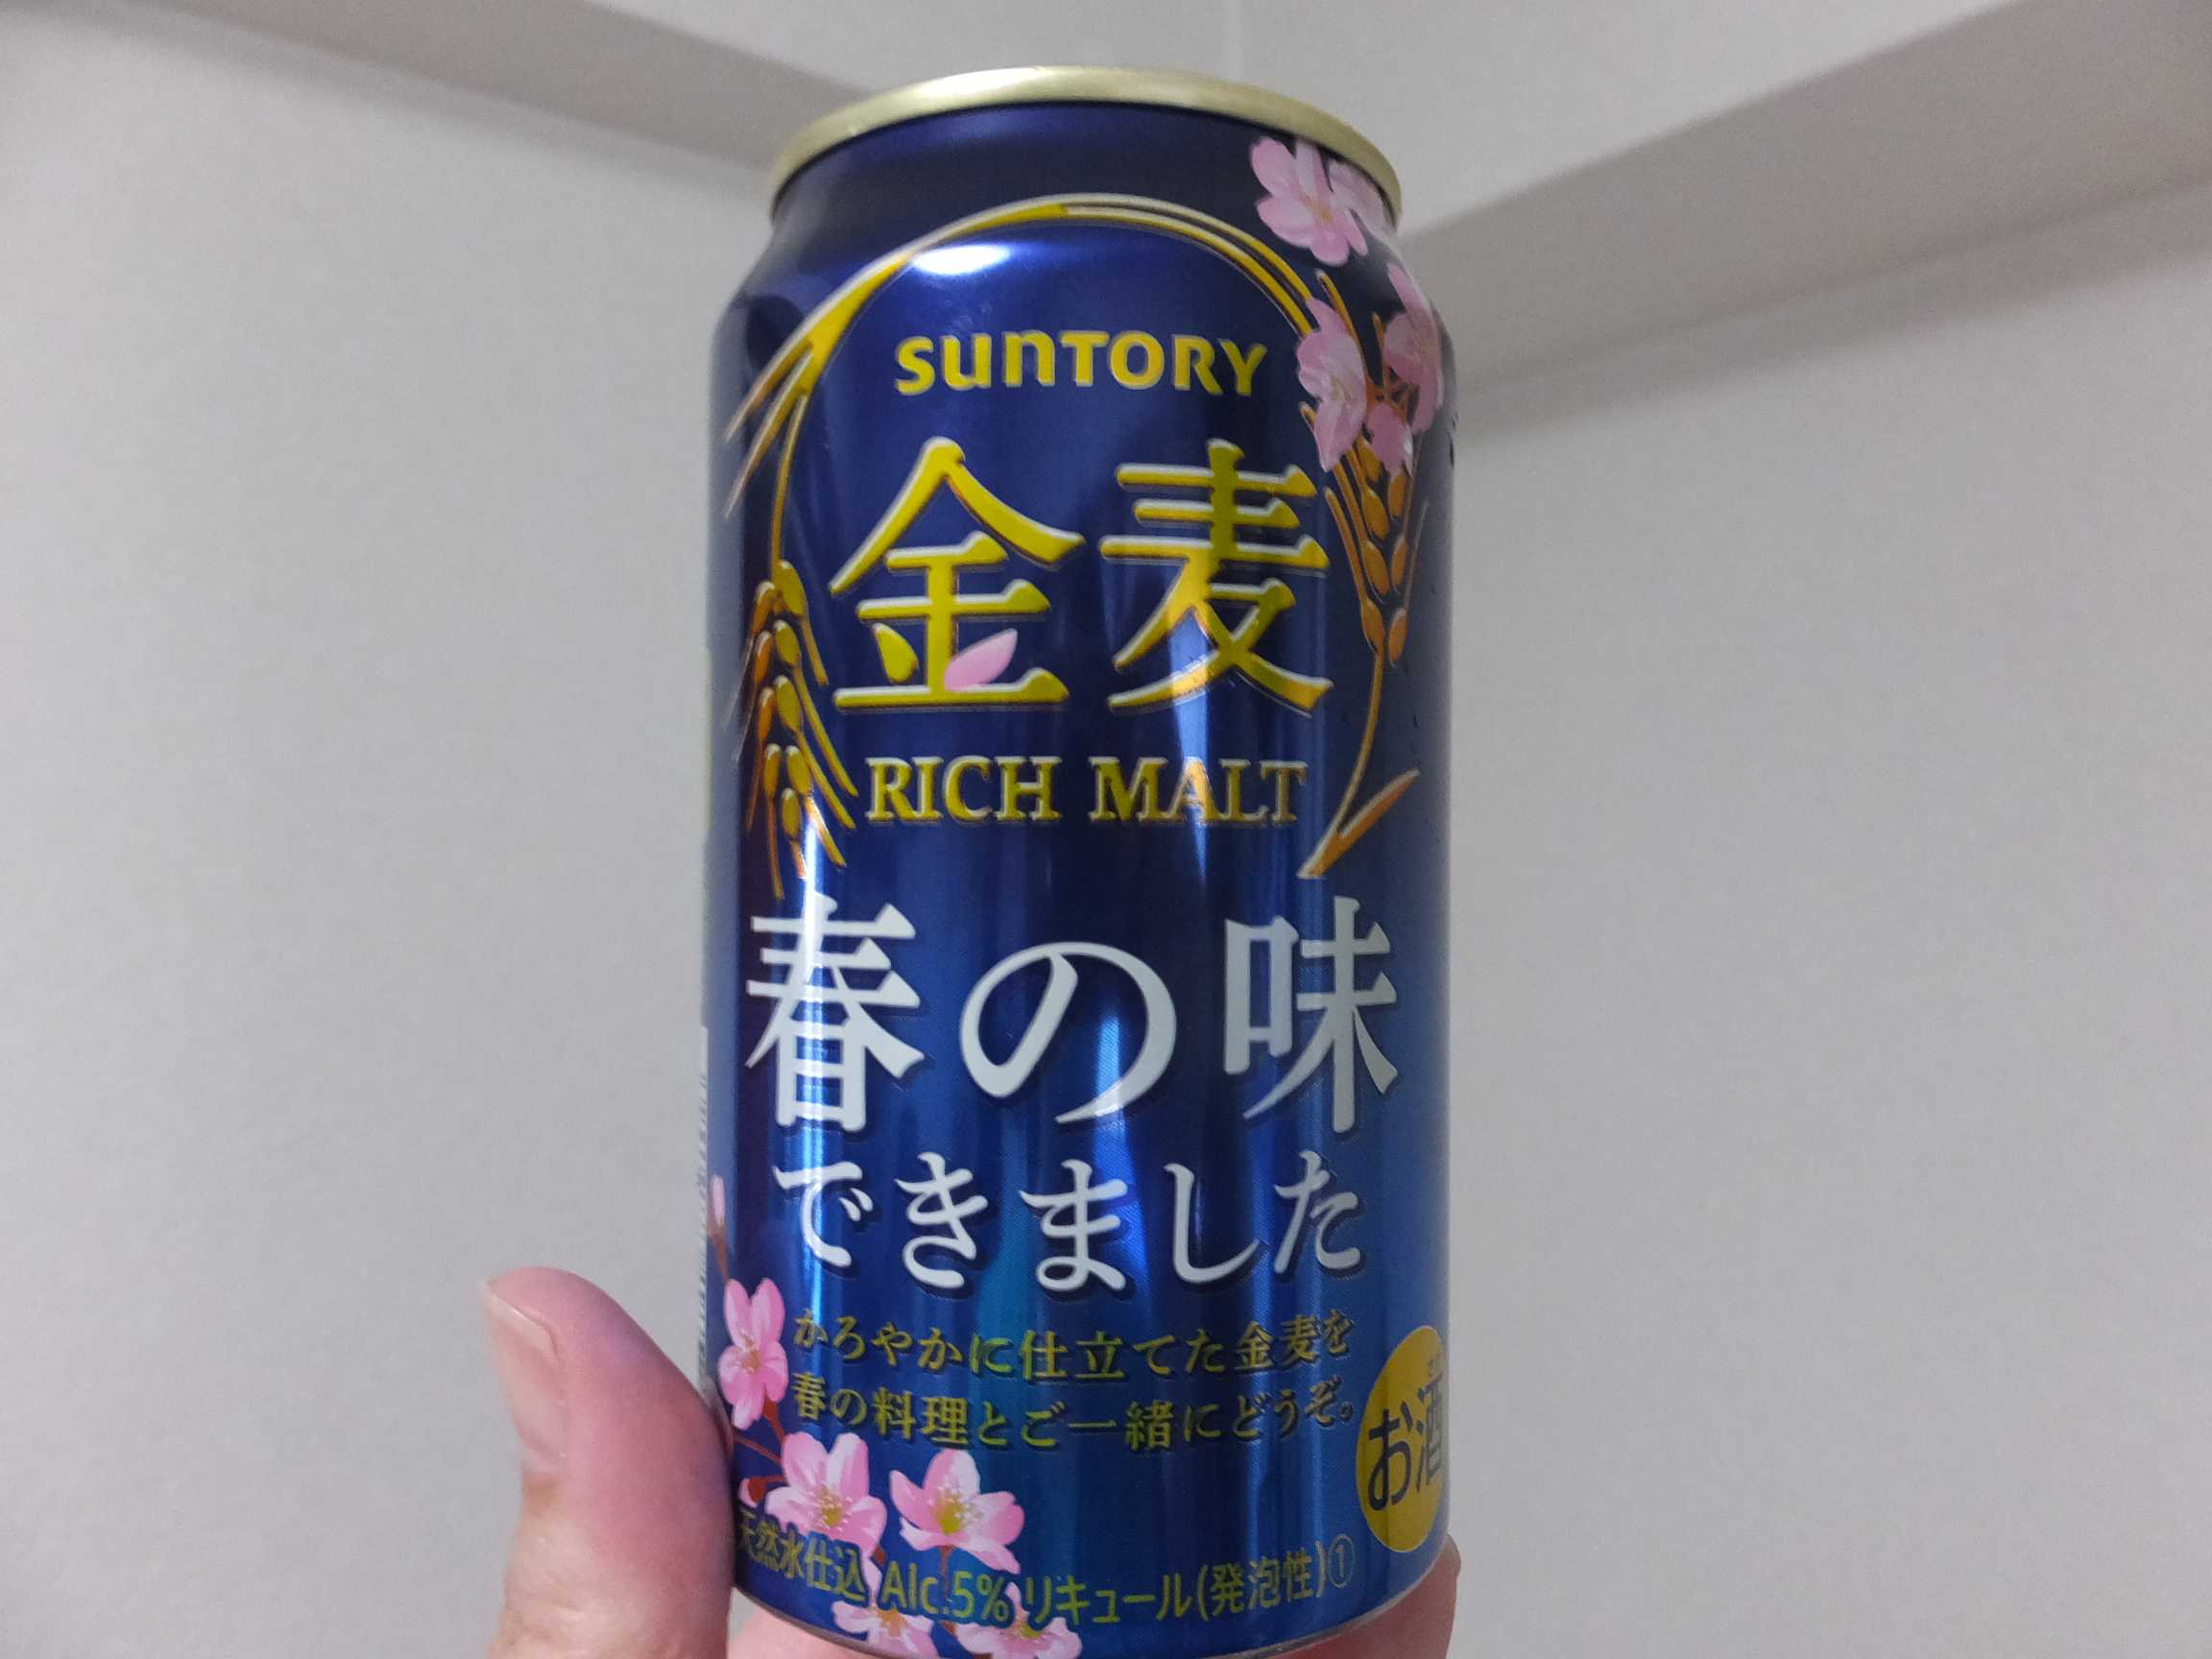 SUNTORY
金麦
RICH MALT
春の味
できました
かろやかに仕立てた金麦を
春の料理とご一緒にどうぞ。
お酒
天然水仕込 Alc.5% リキュール(発泡性)①